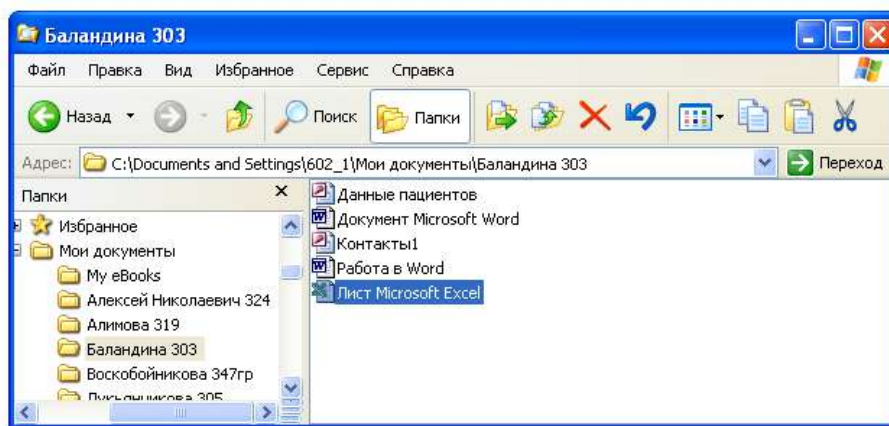 Баландина 303
Файл Правка Вид Избранное Сервис Справка
Назад Поиск Папки
Адрес: C:\Documents and Settings\602_1\Мои документы\Баландина 303 Переход
Папки
Избранное
Мои документы
My eBooks
Алексей Николаевич 324
Алимова 319
Баландина 303
Воскобойникова 347гр
Данные пациентов
Документ Microsoft Word
Контакты1
Работа в Word
Лист Microsoft Excel